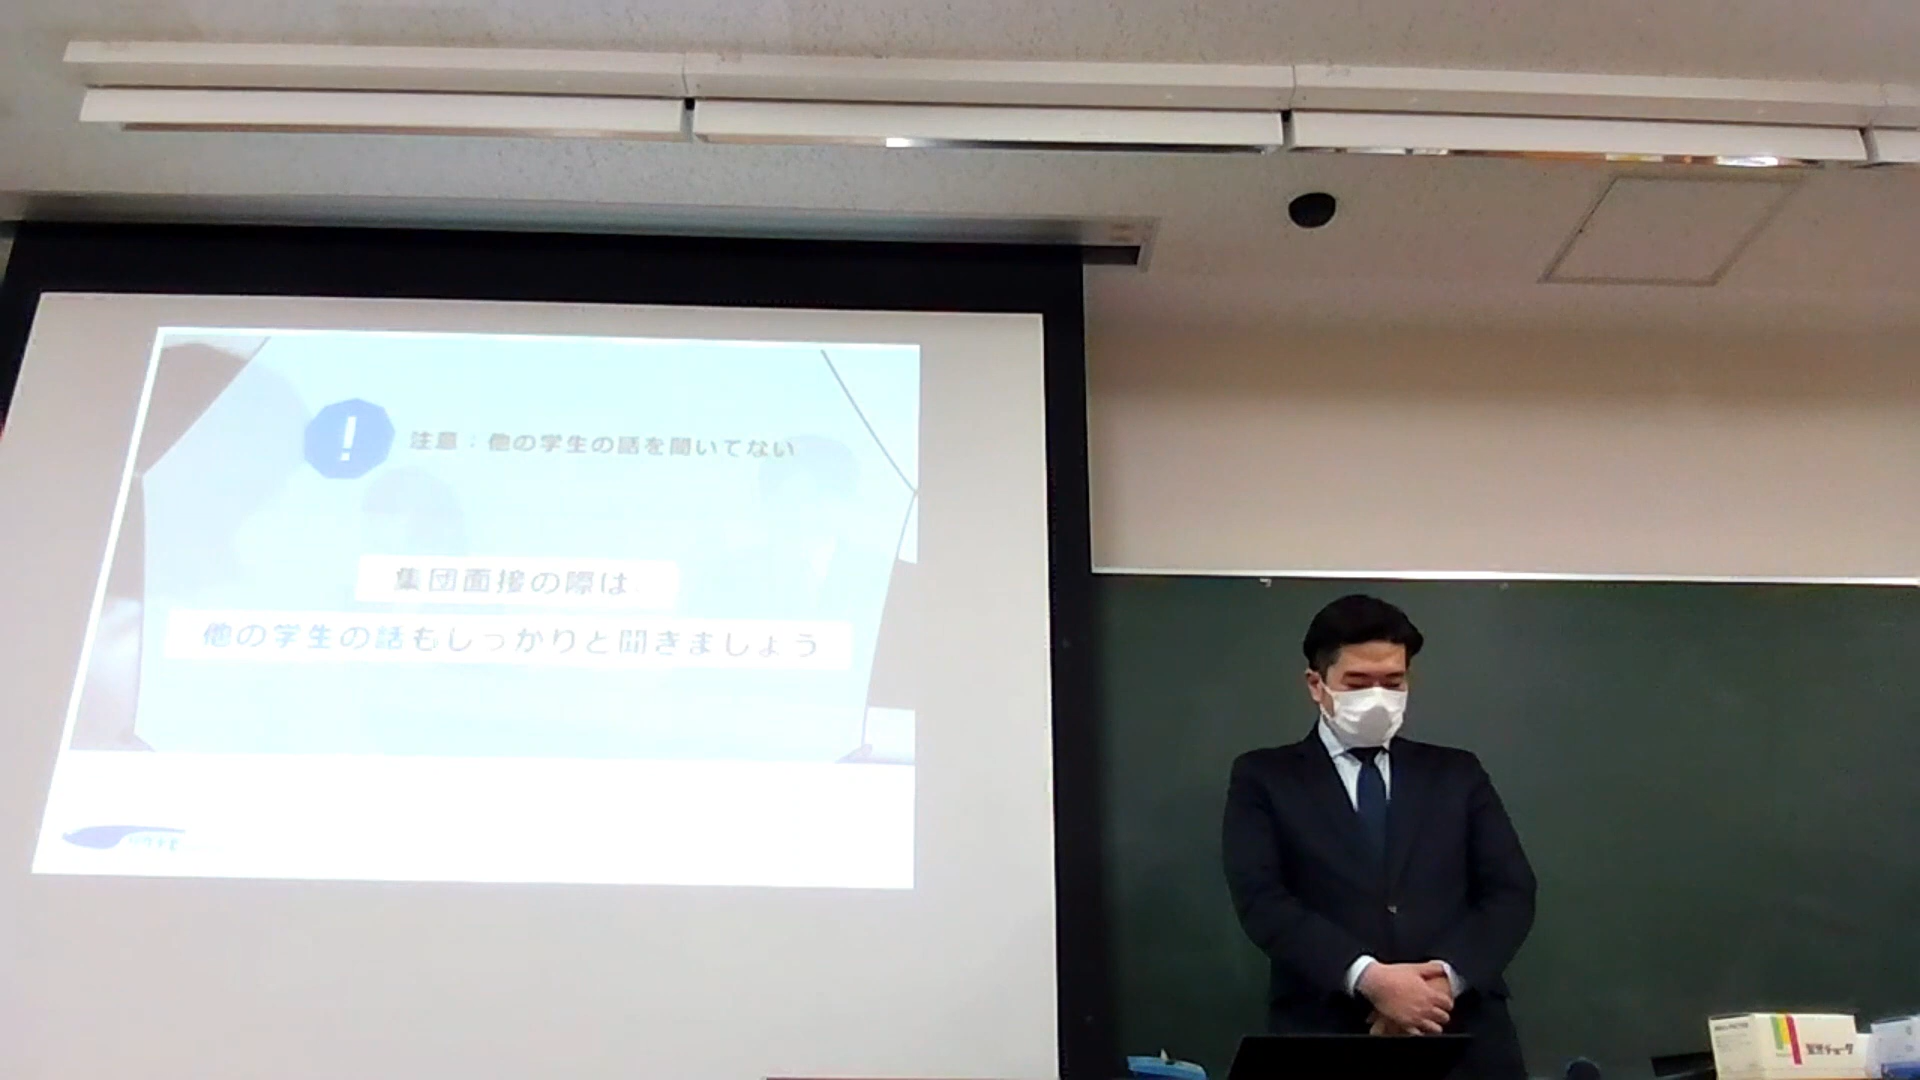 注意：他の学生の話を聞いてない
集団面接の際は
他の学生の話もしっかりと聞きましょう